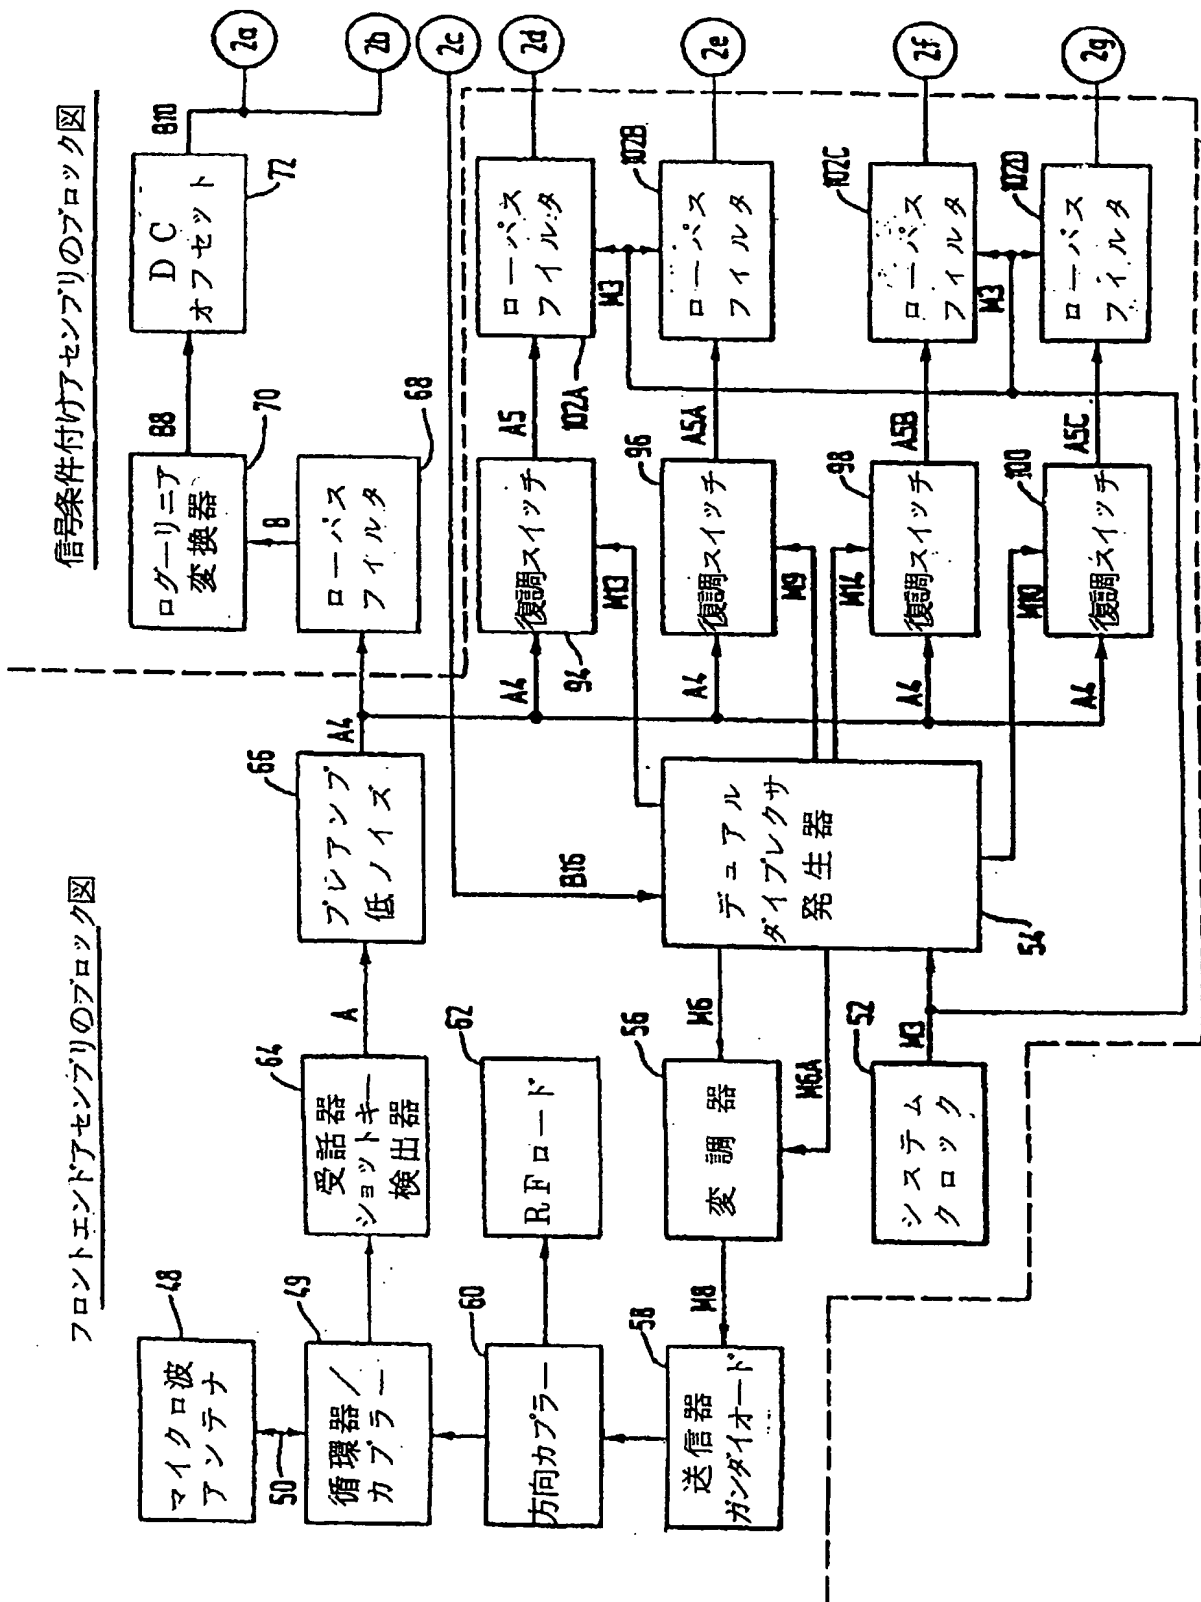 フロントエンドアセンブリのブロック図
信号条件付けアセンブリのブロック図
マイクロ波
アンテナ
48
50
循環器/
カプラー
49
方向カプラー
60
送信器
ガンダイオード
58
受話器
ショットキー
検出器
64
A
RFロード
62
変調器
56
M8
M6
M6A
システム
クロック
52
M3
プレアンプ
低ノイズ
66
A4
デュアル
ダイプレクサ
発生器
54
B16
ログーリニア
変換器
70
B8
ローパス
フィルタ
68
B
DC
オフセット
72
B10
復調スイッチ
94
A4
M13
A5
復調スイッチ
96
A4
M9
A5A
復調スイッチ
98
A4
M14
A5B
復調スイッチ
100
A4
M10
A5C
ローパス
フィルタ
102A
M3
ローパス
フィルタ
102B
ローパス
フィルタ
102C
M3
ローパス
フィルタ
102D
2a
2b
2c
2d
2e
2f
2g